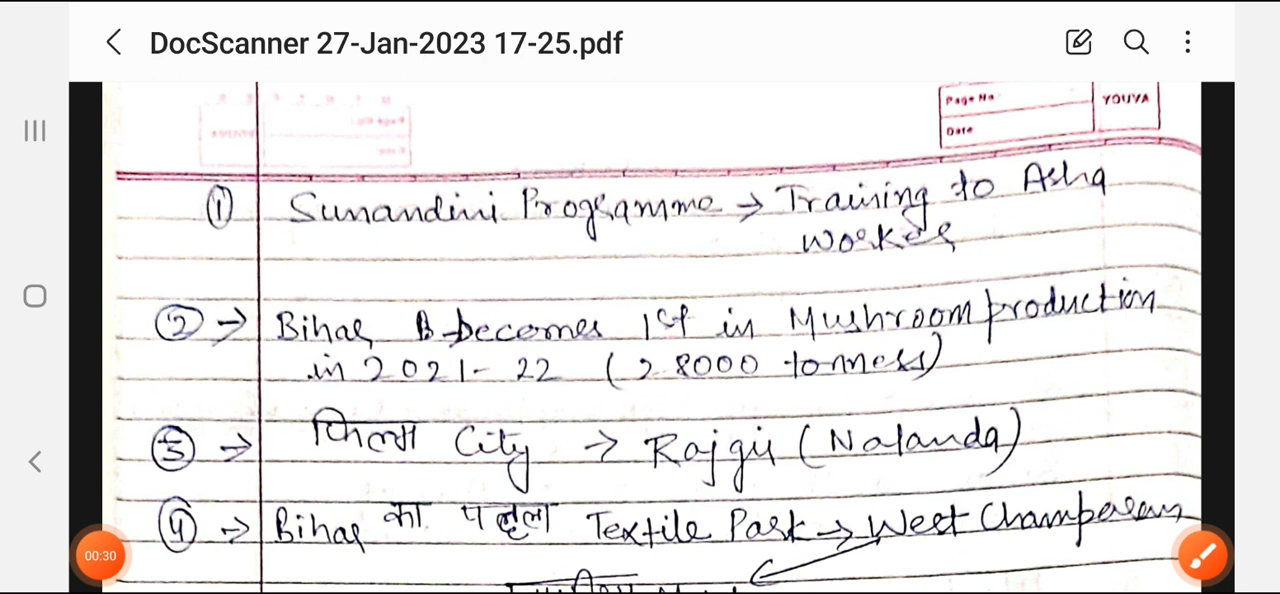 DocScanner 27-Jan-2023 17-25.pdf
Page No.
Date
YOUVA
① Sunandini Programme → Training to Asha
Worker
② → Bihar B becomes 1st in Mushroom production
in 2021-22 (28000 tonness)
③ → फिल्म City → Rajgir (Nalanda)
④ → Bihar का पहला Textile Park → West Champaran
00:30